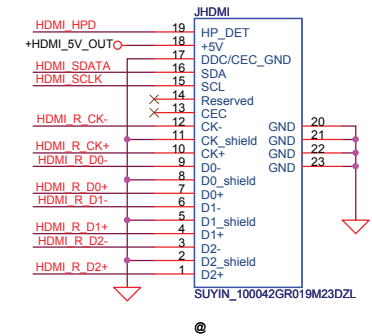 JHDMI
HDMI_HPD 19 HP_DET
+HDMI_5V_OUT 18 +5V
17 DDC/CEC_GND
HDMI_SDATA 16 SDA
HDMI_SCLK 15 SCL
14 Reserved
13 CEC
HDMI_R_CK- 12 CK- GND 20
11 CK_shield GND 21
HDMI_R_CK+ 10 CK+ GND 22
HDMI_R_D0- 9 D0- GND 23
8 D0_shield
HDMI_R_D0+ 7 D0+
HDMI_R_D1- 6 D1-
5 D1_shield
HDMI_R_D1+ 4 D1+
HDMI_R_D2- 3 D2-
2 D2_shield
HDMI_R_D2+ 1 D2+
SUYIN_100042GR019M23DZL
@